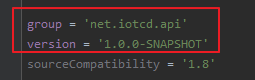 group = 'net.iotcd.api'
version = '1.0.0-SNAPSHOT'
sourceCompatibility = '1.8'